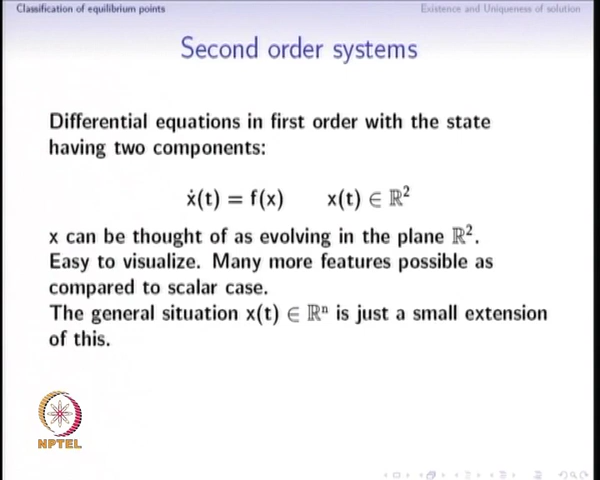 Classification of equilibrium points
Existence and Uniqueness of solution
Second order systems
Differential equations in first order with the state
having two components:
ẋ(t) = f(x) x(t) ∈ ℝ²
x can be thought of as evolving in the plane ℝ².
Easy to visualize. Many more features possible as
compared to scalar case.
The general situation x(t) ∈ ℝⁿ is just a small extension
of this.
NPTEL